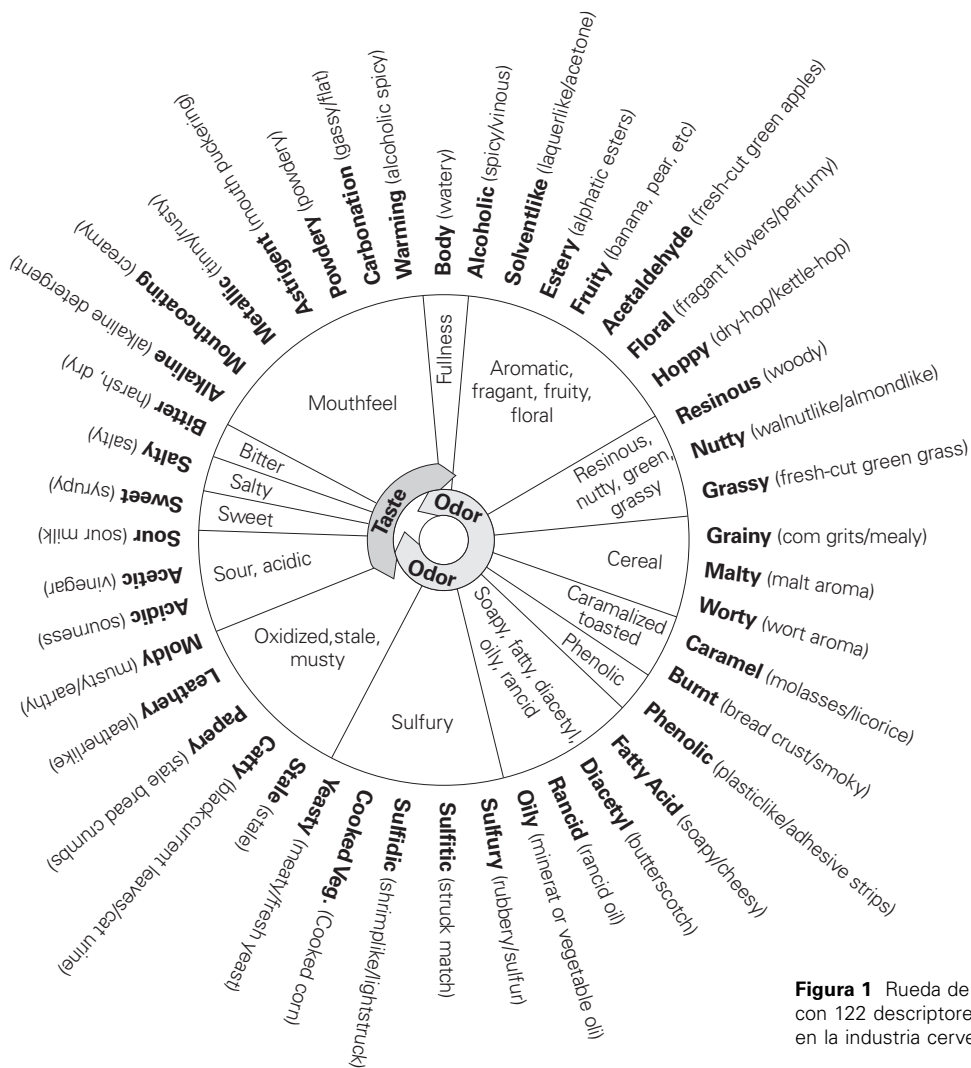 Body (watery)
Alcoholic (spicy/vinous)
Solventlike (laquerlike/acetone)
Estery (alphatic esters)
Fruity (banana, pear, etc)
Acetaldehyde (fresh-cut green apples)
Floral (fragant flowers/perfumy)
Hoppy (dry-hop/kettle-hop)
Resinous (woody)
Nutty (walnutlike/almondlike)
Grassy (fresh-cut green grass)
Grainy (com grits/mealy)
Malty (malt aroma)
Worty (wort aroma)
Caramel (molasses/licorice)
Burnt (bread crust/smoky)
Phenolic (plasticlike/adhesive strips)
Fatty Acid (soapy/cheesy)
Diacetyl (butterscotch)
Rancid (rancid oil)
Oily (minerat or vegetable oli)
Sulfury (rubbery/sulfur)
Sulfitic (struck match)
Sulfidic (shrimplike/lightstruck)
Cooked Veg. (Cooked corn)
Yeasty (meaty/fresh yeast)
Stale (stale)
Catty (blackcurrent leaves/cat urine)
Papery (stale bread crumbs)
Leathery (leatherlike)
Moldy (musty/earthy)
Acidic (sourness)
Acetic (vinegar)
Sour (sour milk)
Sweet (syrupy)
Salty (salty)
Bitter (harsh, dry)
Alkaline (alkaline detergent)
Mouthcoating (creamy)
Metallic (tinny/rusty)
Astrigent (mouth puckering)
Powdery (powdery)
Carbonation (gassy/flat)
Warming (alcoholic spicy)
Fullness
Aromatic,
fragant, fruity,
floral
Resinous,
nutty, green,
grassy
Cereal
Caramalized
toasted
Phenolic
Soapy, fatty, diacetyl,
oily, rancid
Sulfury
Oxidized,stale,
musty
Sour, acidic
Sweet
Salty
Bitter
Mouthfeel
Taste
Odor
Odor
Figura 1 Rueda de
con 122 descriptore
en la industria cerve